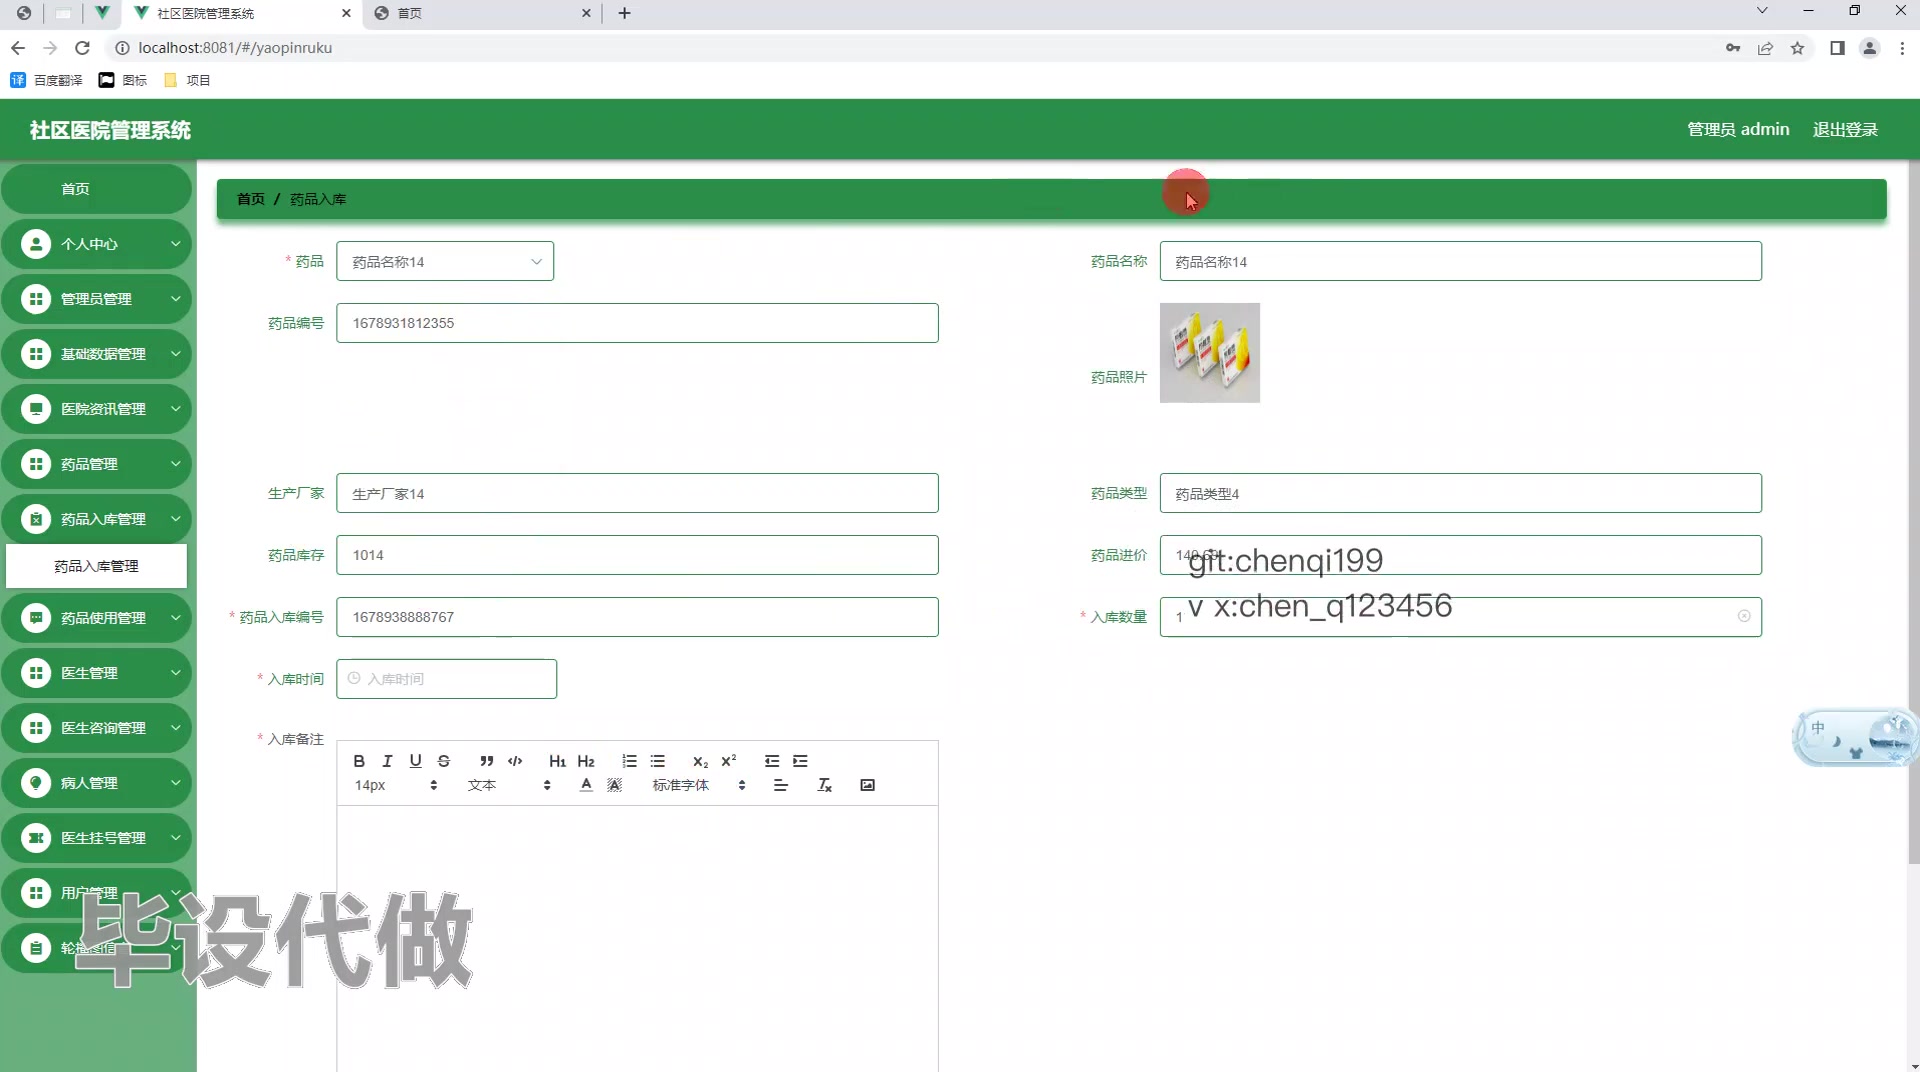 社区医院管理系统
首页
localhost:8081/#/yaopinruku
百度翻译
图标
项目
社区医院管理系统
管理员 admin
退出登录
首页
个人中心
管理员管理
基础数据管理
医院资讯管理
药品管理
药品入库管理
药品入库管理
药品使用管理
医生管理
医生咨询管理
病人管理
医生挂号管理
用户管理
首页 / 药品入库
* 药品
药品名称14
药品名称
药品名称14
药品编号
1678931812355
药品照片
生产厂家
生产厂家14
药品类型
药品类型4
药品库存
1014
药品进价
git:chenqi199
* 药品入库编号
1678938888767
* 入库数量
1
v x:chen_q123456
* 入库时间
入库时间
* 入库备注
B I U S ” </> H1 H2 X2 X2
14px
文本
A A
标准字体
Tx
中
毕设代做